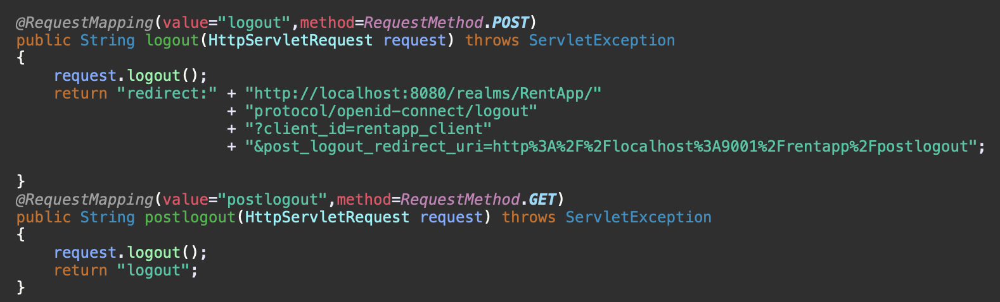 @RequestMapping(value="logout",method=RequestMethod.POST)
public String logout(HttpServletRequest request) throws ServletException
{
    request.logout();
    return "redirect:" + "http://localhost:8080/realms/RentApp/"
                       + "protocol/openid-connect/logout"
                       + "?client_id=rentapp_client"
                       + "&post_logout_redirect_uri=http%3A%2F%2Flocalhost%3A9001%2Frentapp%2Fpostlogout";
}
@RequestMapping(value="postlogout",method=RequestMethod.GET)
public String postlogout(HttpServletRequest request) throws ServletException
{
    request.logout();
    return "logout";
}